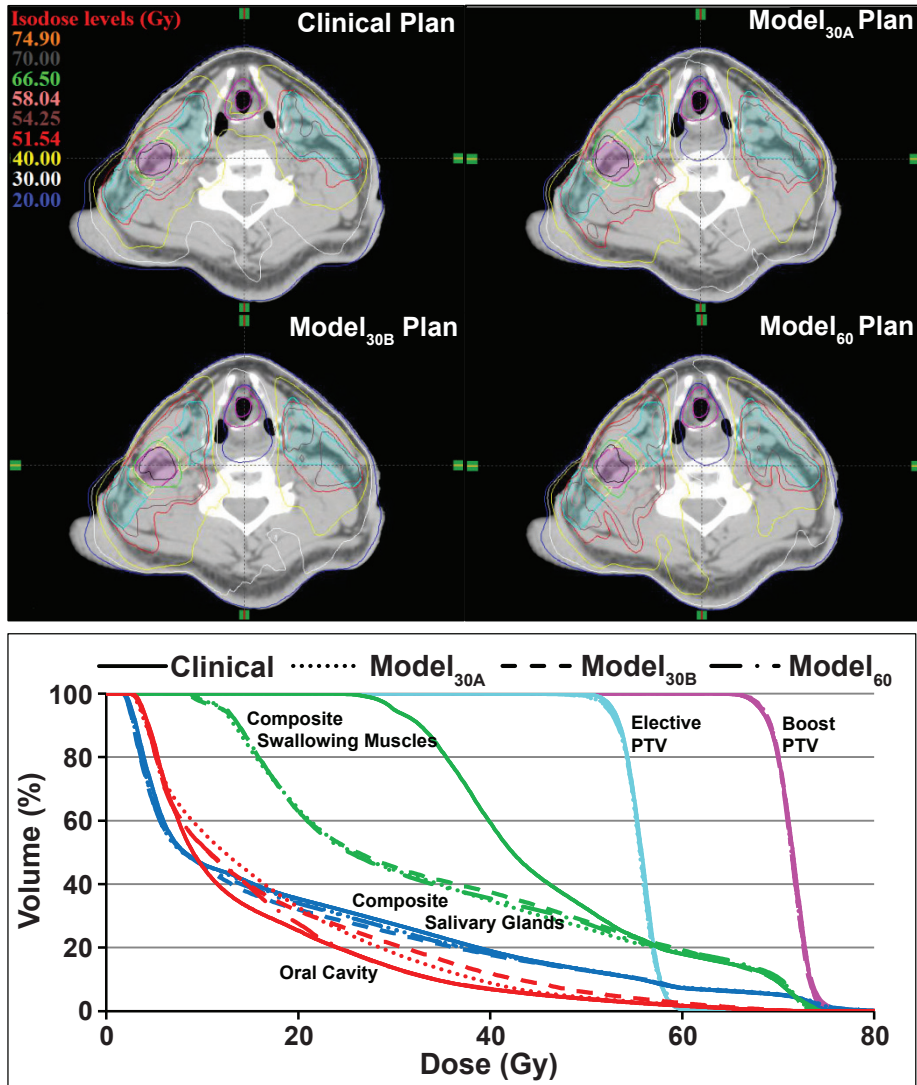 Isodose levels (Gy)
74.90
70.00
66.50
58.04
54.25
51.54
40.00
30.00
20.00
Clinical Plan
Model30A Plan
Model30B Plan
Model60 Plan
Clinical Model30A Model30B Model60
Volume (%)
100
80
60
40
20
0
Composite
Swallowing Muscles
Elective
PTV
Boost
PTV
Composite
Salivary Glands
Oral Cavity
0 20 40 60 80
Dose (Gy)